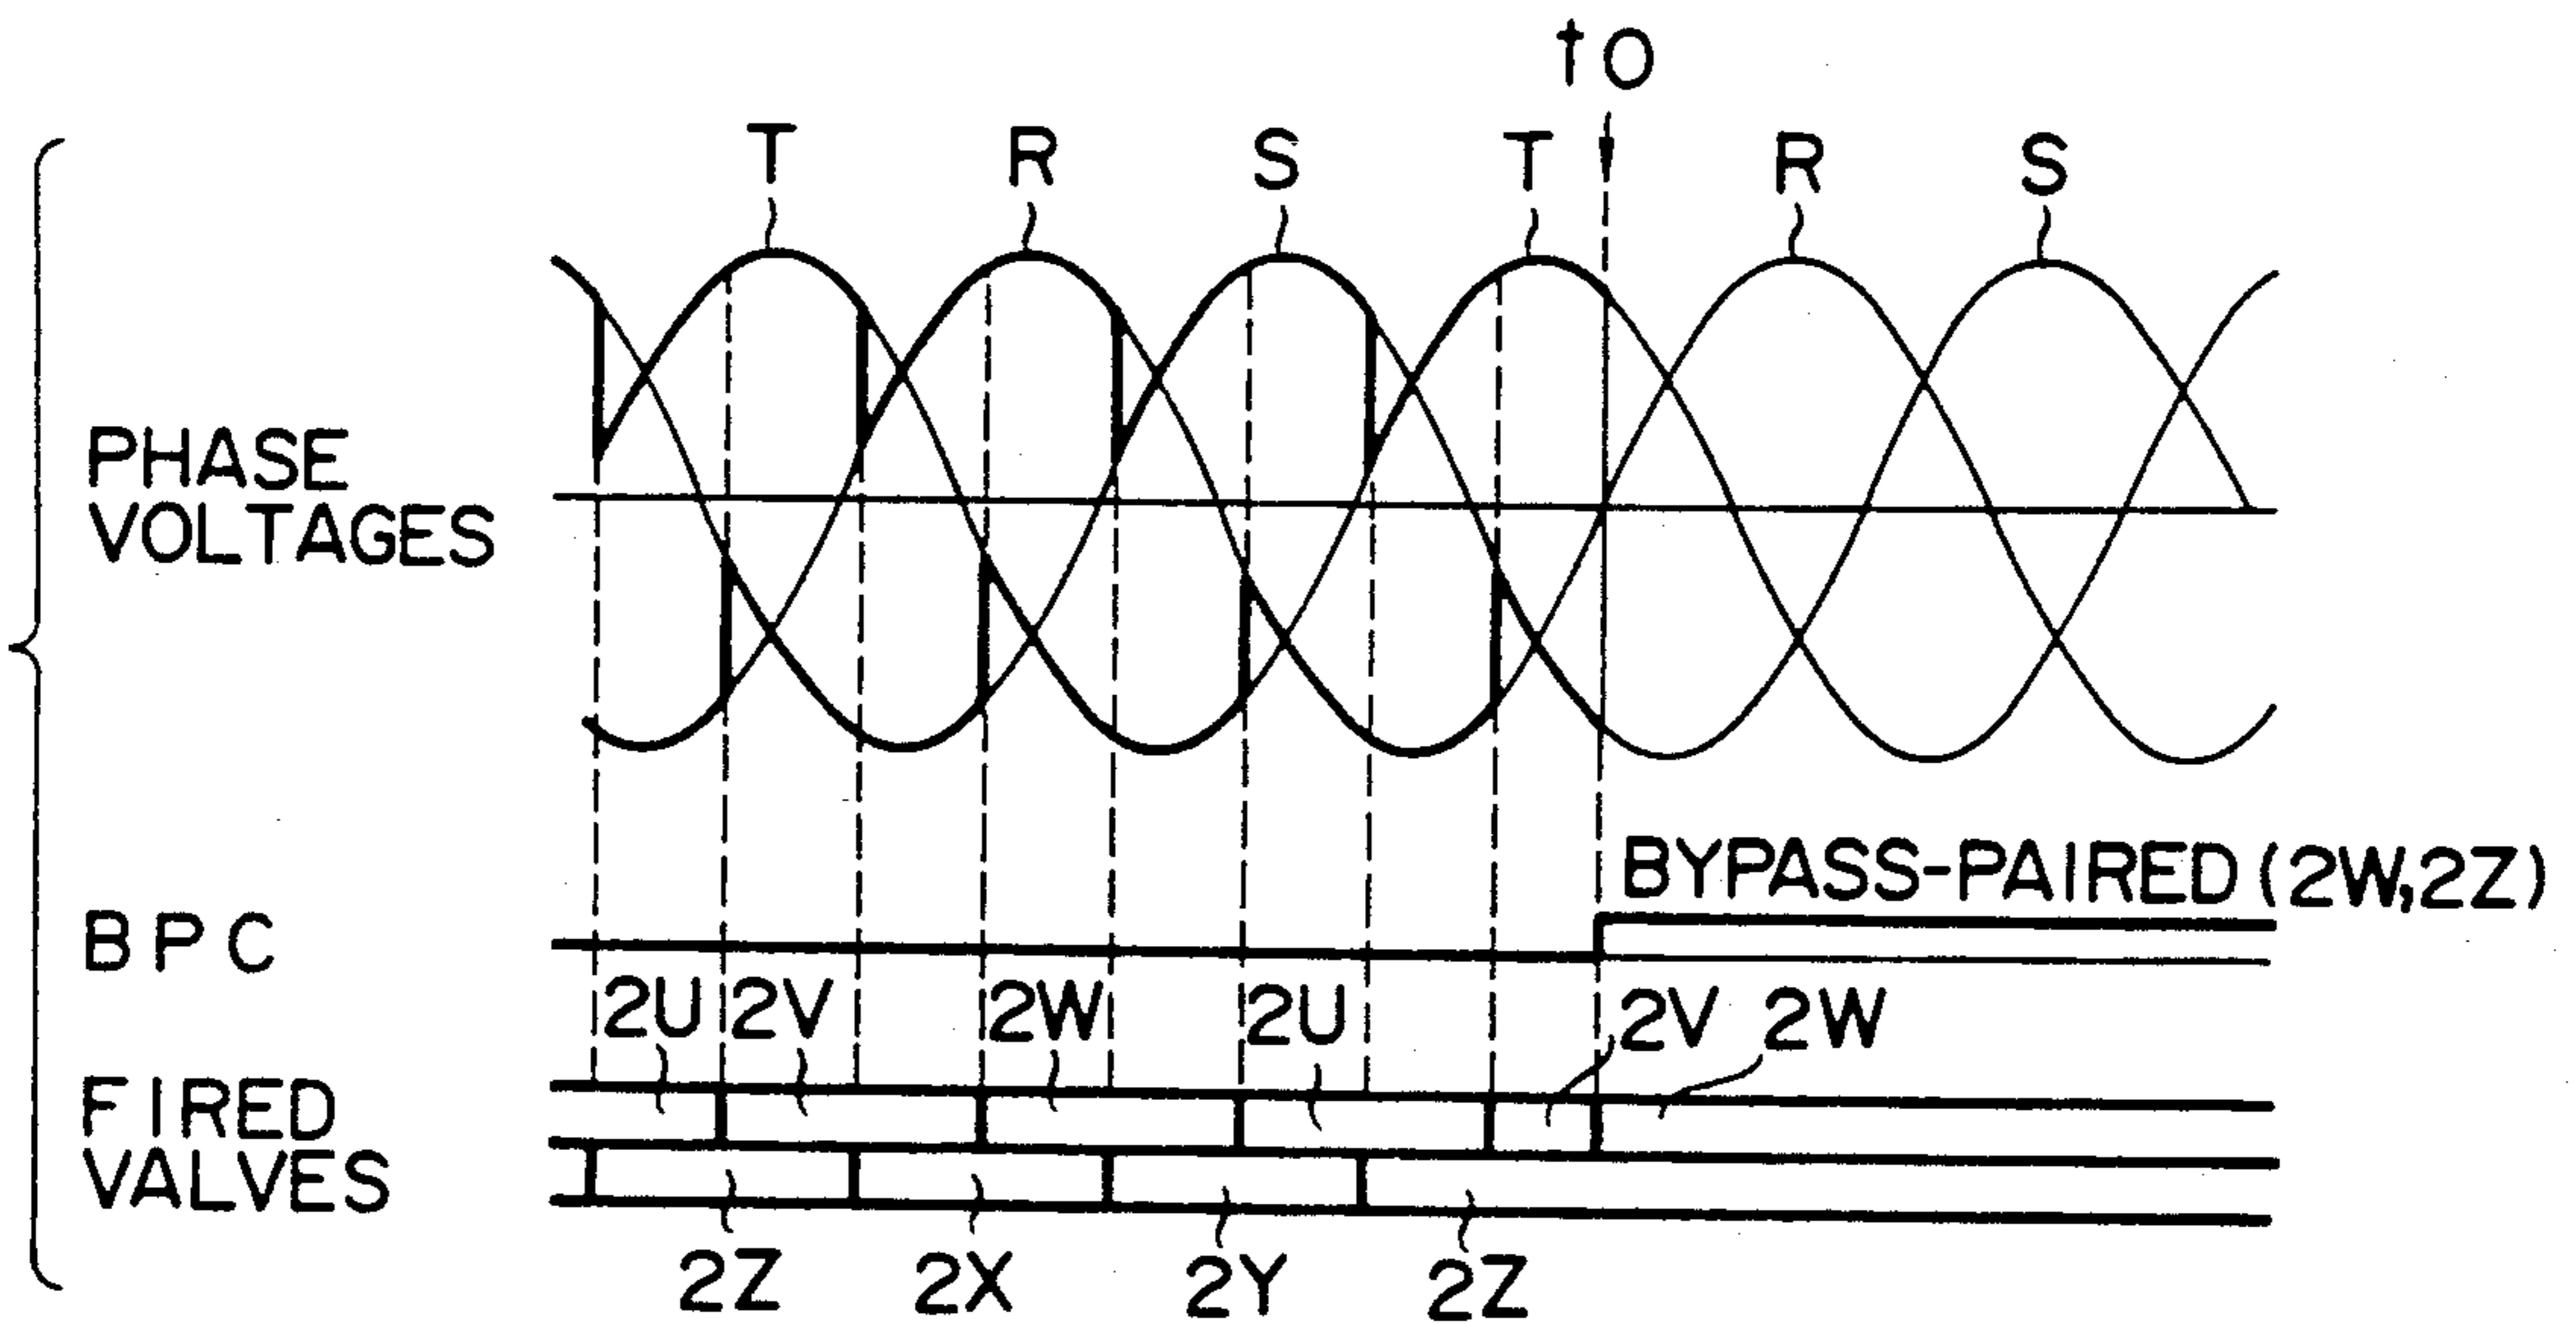 to
T R S T R S
PHASE
VOLTAGES
BYPASS-PAIRED (2W,2Z)
BPC
2U 2V 2W 2U 2V 2W
FIRED
VALVES
2Z 2X 2Y 2Z